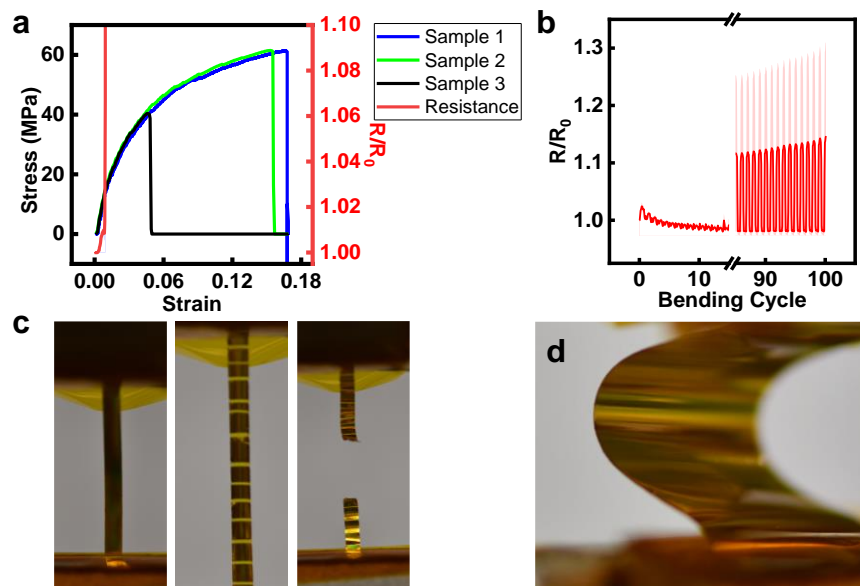 a
Stress (MPa)
60
40
20
0
0.00 0.06 0.12 0.18
Strain
1.10
1.08
1.06
1.04
1.02
1.00
R/R0
Sample 1
Sample 2
Sample 3
Resistance
b
R/R0
1.3
1.2
1.1
1.0
0 10 90 100
Bending Cycle
c
d